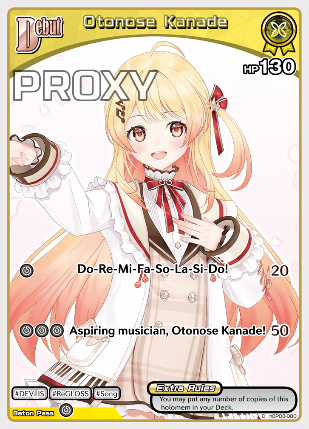 Debut
Otonose Kanade
HP130
PROXY
Do-Re-Mi-Fa-So-La-Si-Do! 20
Aspiring musician, Otonose Kanade! 50
#DEV_IS #ReGLOSS #Song
Extra Rules
You may put any number of copies of this
holomem in your Deck.
Baton Pass